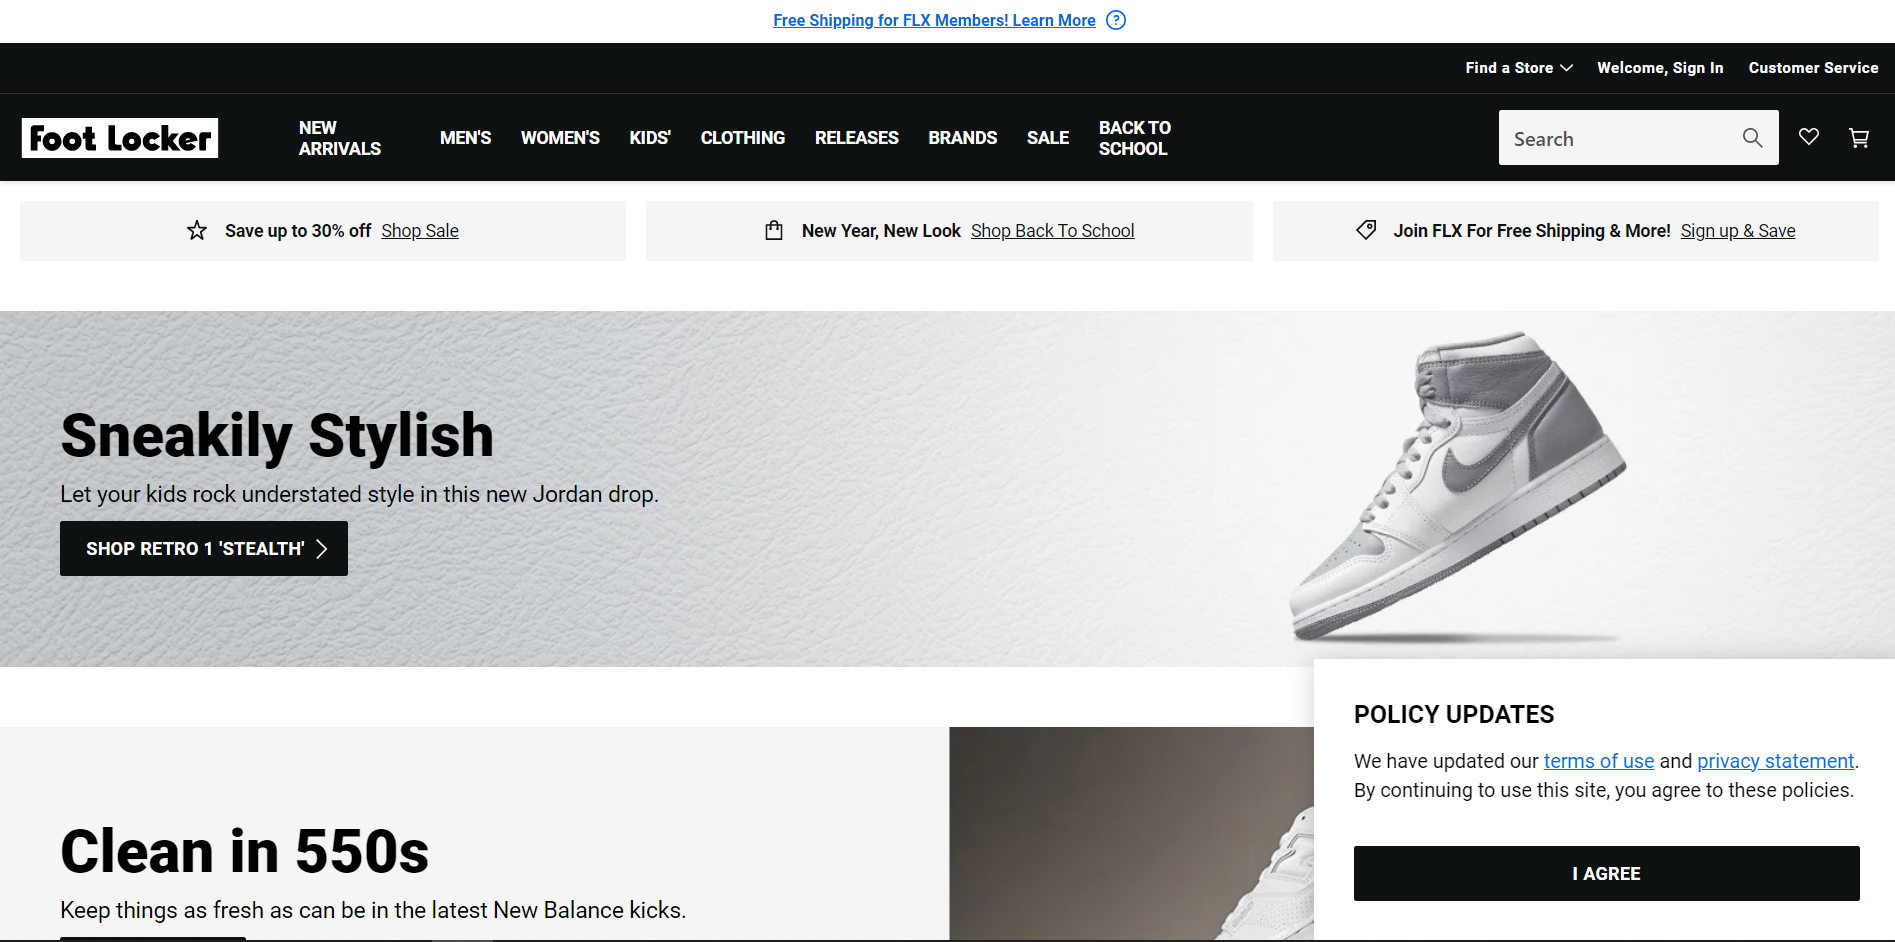 Free Shipping for FLX Members! Learn More ?
Find a Store
Welcome, Sign In
Customer Service
Foot Locker
NEW
ARRIVALS
MEN'S
WOMEN'S
KIDS'
CLOTHING
RELEASES
BRANDS
SALE
BACK TO
SCHOOL
Search
Save up to 30% off Shop Sale
New Year, New Look Shop Back To School
Join FLX For Free Shipping & More! Sign up & Save
Sneakily Stylish
Let your kids rock understated style in this new Jordan drop.
SHOP RETRO 1 'STEALTH'
Clean in 550s
Keep things as fresh as can be in the latest New Balance kicks.
POLICY UPDATES
We have updated our terms of use and privacy statement.
By continuing to use this site, you agree to these policies.
I AGREE